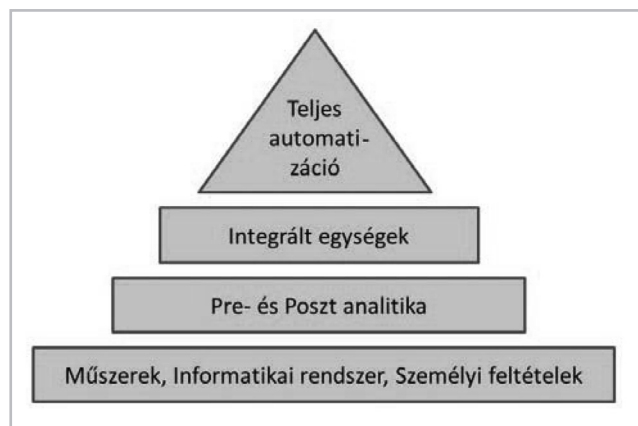 Teljes
automati-
záció
Integrált egységek
Pre- és Poszt analitika
Műszerek, Informatikai rendszer, Személyi feltételek